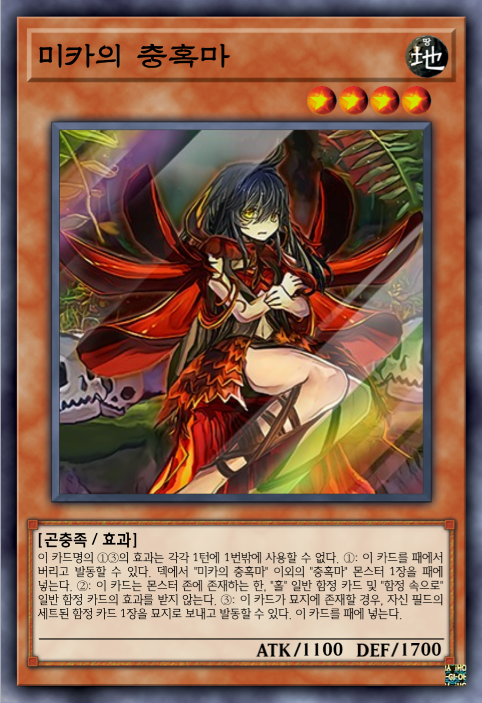 미카의 충혹마
땅
地
[곤충족 / 효과]
이 카드명의 ①③의 효과는 각각 1턴에 1번밖에 사용할 수 없다. ①: 이 카드를 패에서
버리고 발동할 수 있다. 덱에서 "미카의 충혹마" 이외의 "충혹마" 몬스터 1장을 패에
넣는다. ②: 이 카드는 몬스터 존에 존재하는 한, "홀" 일반 함정 카드 및 "함정 속으로"
일반 함정 카드의 효과를 받지 않는다. ③: 이 카드가 묘지에 존재할 경우, 자신 필드의
세트된 함정 카드 1장을 묘지로 보내고 발동할 수 있다. 이 카드를 패에 넣는다.
ATK/1100 DEF/1700